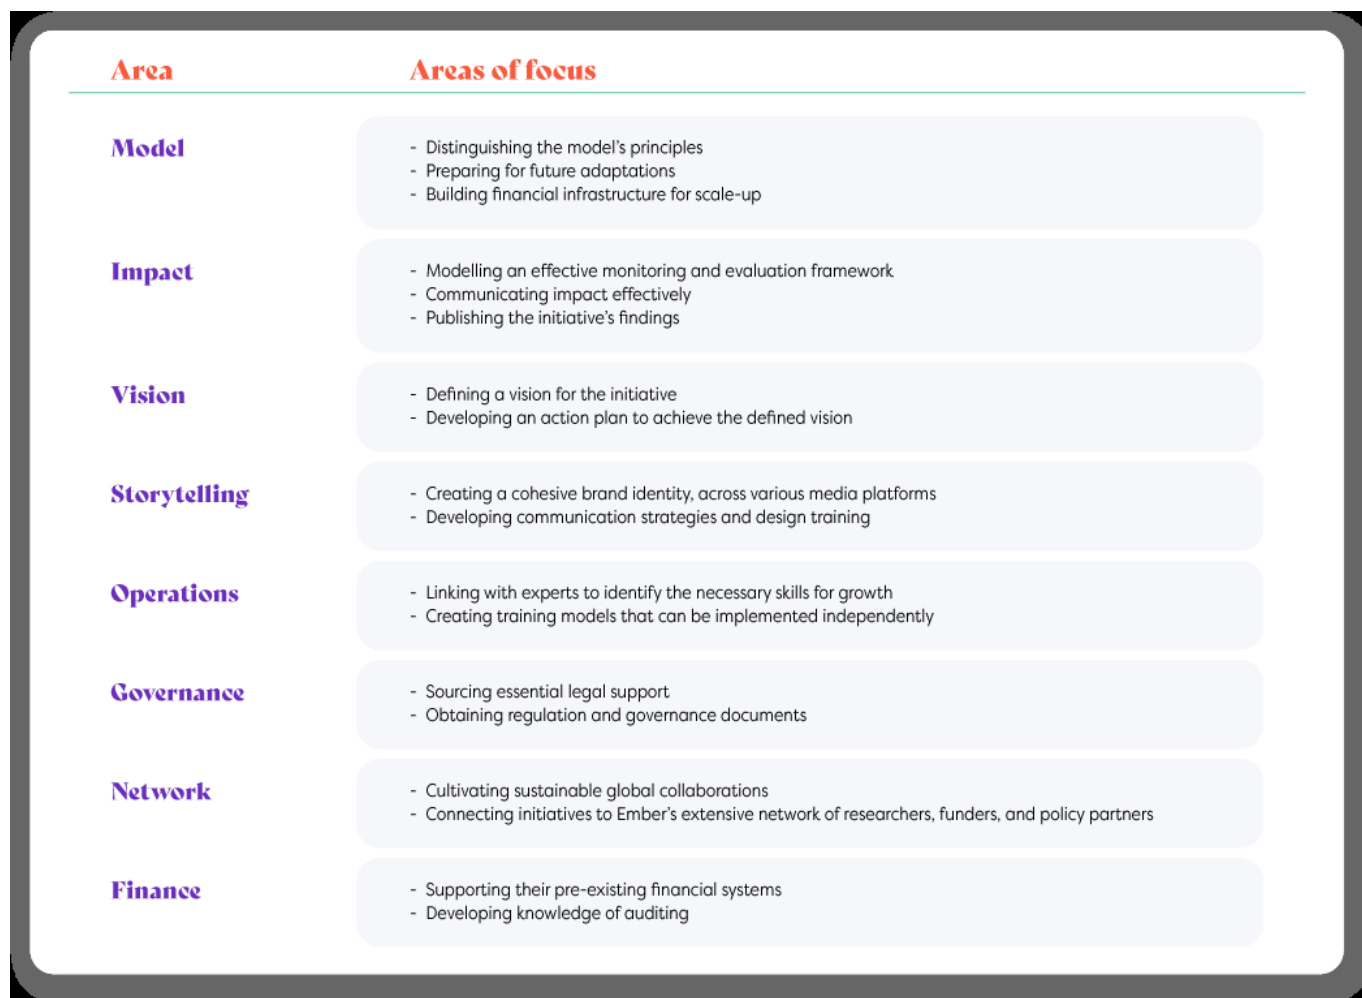 Area Areas of focus
Model
- Distinguishing the model's principles
- Preparing for future adaptations
- Building financial infrastructure for scale-up
Impact
- Modelling an effective monitoring and evaluation framework
- Communicating impact effectively
- Publishing the initiative's findings
Vision
- Defining a vision for the initiative
- Developing an action plan to achieve the defined vision
Storytelling
- Creating a cohesive brand identity, across various media platforms
- Developing communication strategies and design training
Operations
- Linking with experts to identify the necessary skills for growth
- Creating training models that can be implemented independently
Governance
- Sourcing essential legal support
- Obtaining regulation and governance documents
Network
- Cultivating sustainable global collaborations
- Connecting initiatives to Ember's extensive network of researchers, funders, and policy partners
Finance
- Supporting their pre-existing financial systems
- Developing knowledge of auditing